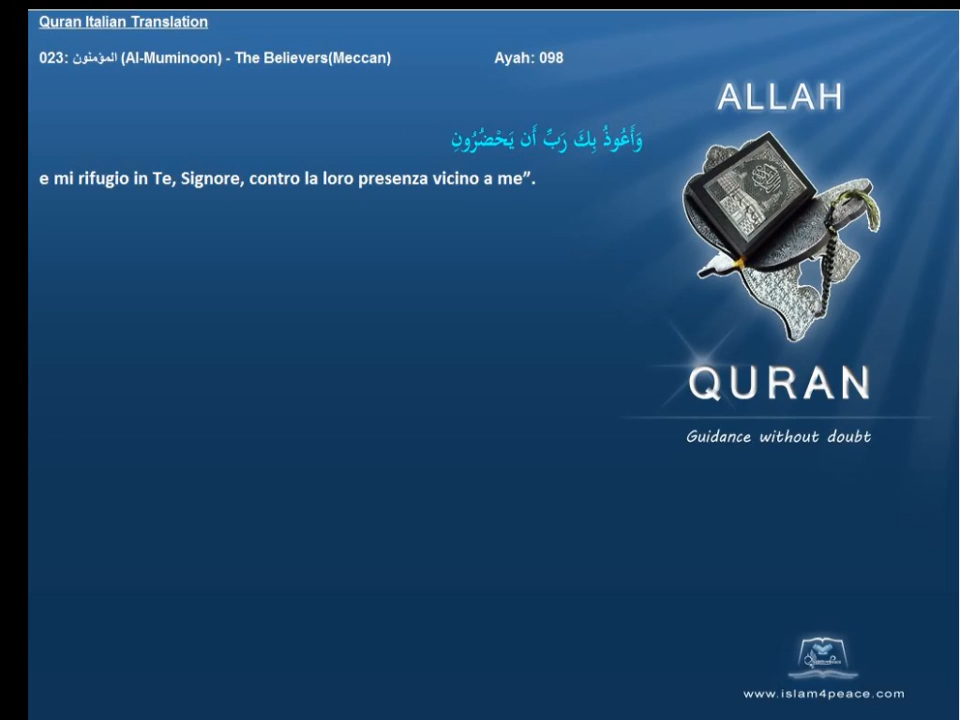 Quran Italian Translation
023: المؤمنون (Al-Muminoon) - The Believers(Meccan) Ayah: 098
ALLAH
وَأَعُوذُ بِكَ رَبِّ أَن يَحْضُرُونِ
e mi rifugio in Te, Signore, contro la loro presenza vicino a me”.
QURAN
Guidance without doubt
www.islam4peace.com